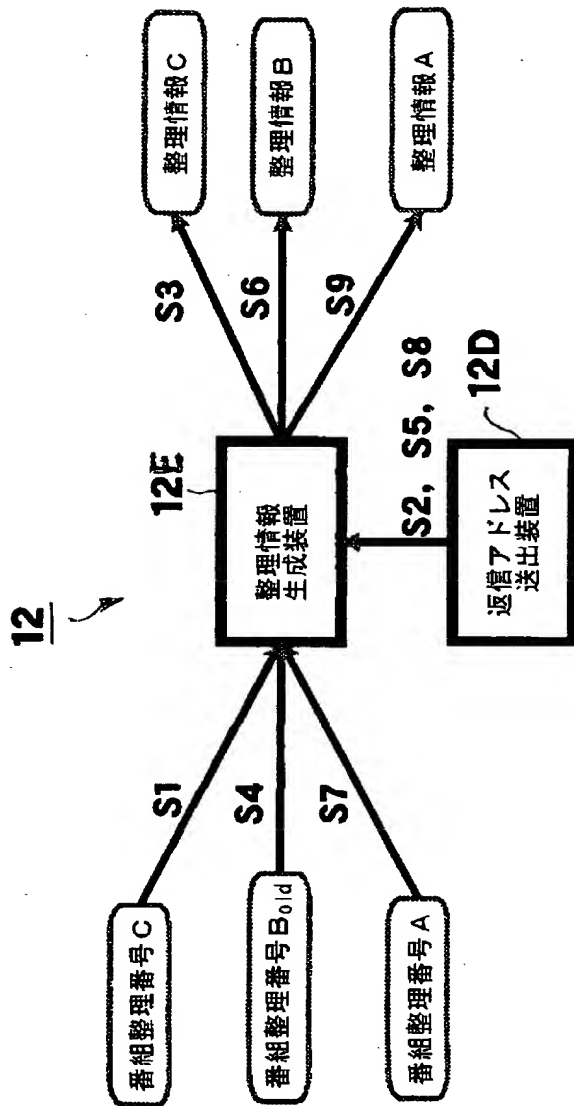 12
番組整理番号C
番組整理番号Bold
番組整理番号A
S1
S4
S7
12E
整理情報
生成装置
S2, S5, S8
12D
返信アドレス
送出装置
S3
S6
S9
整理情報C
整理情報B
整理情報A